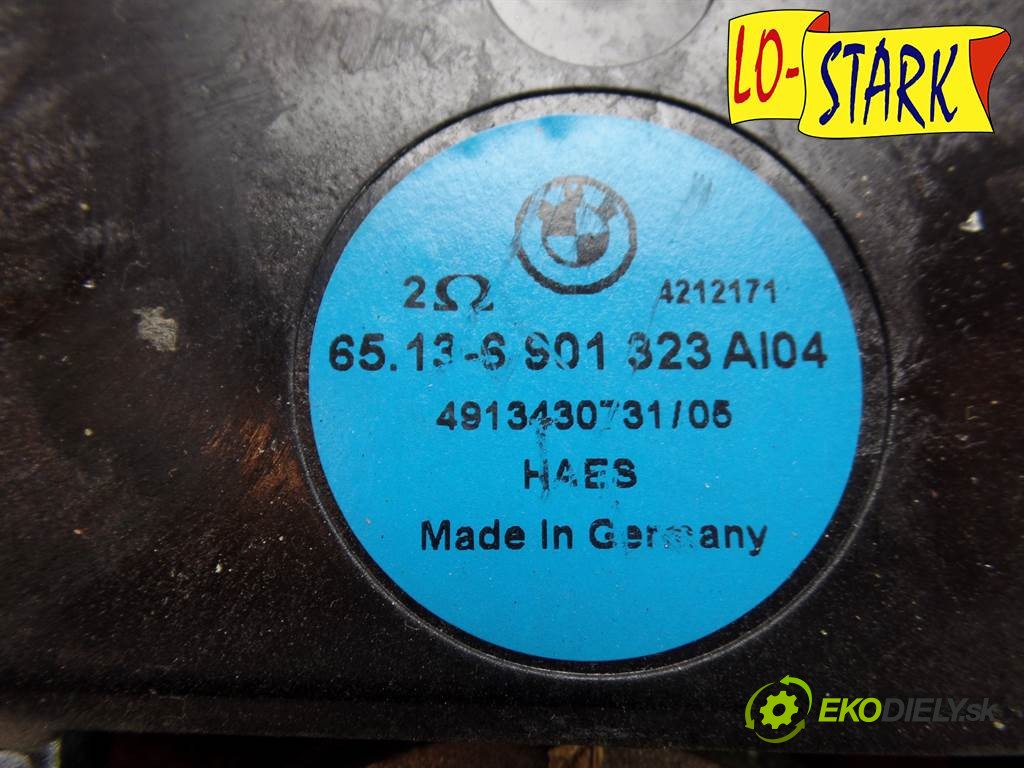 LO-STARK
2Ω 4212171
65.13-6 901 323 AI04
4913430731/05
HAES
Made In Germany
EKODIELY.sk